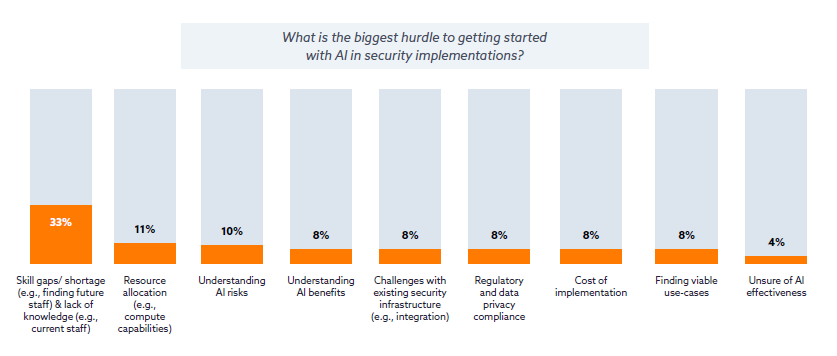 What is the biggest hurdle to getting started
with AI in security implementations?
33%
11%
10%
8%
8%
8%
8%
8%
4%
Skill gaps/ shortage
(e.g., finding future
staff) & lack of
knowledge (e.g.,
current staff)
Resource
allocation
(e.g.,
compute
capabilities)
Understanding
AI risks
Understanding
AI benefits
Challenges with
existing security
infrastructure
(e.g., integration)
Regulatory
and data
privacy
compliance
Cost of
implementation
Finding viable
use-cases
Unsure of AI
effectiveness